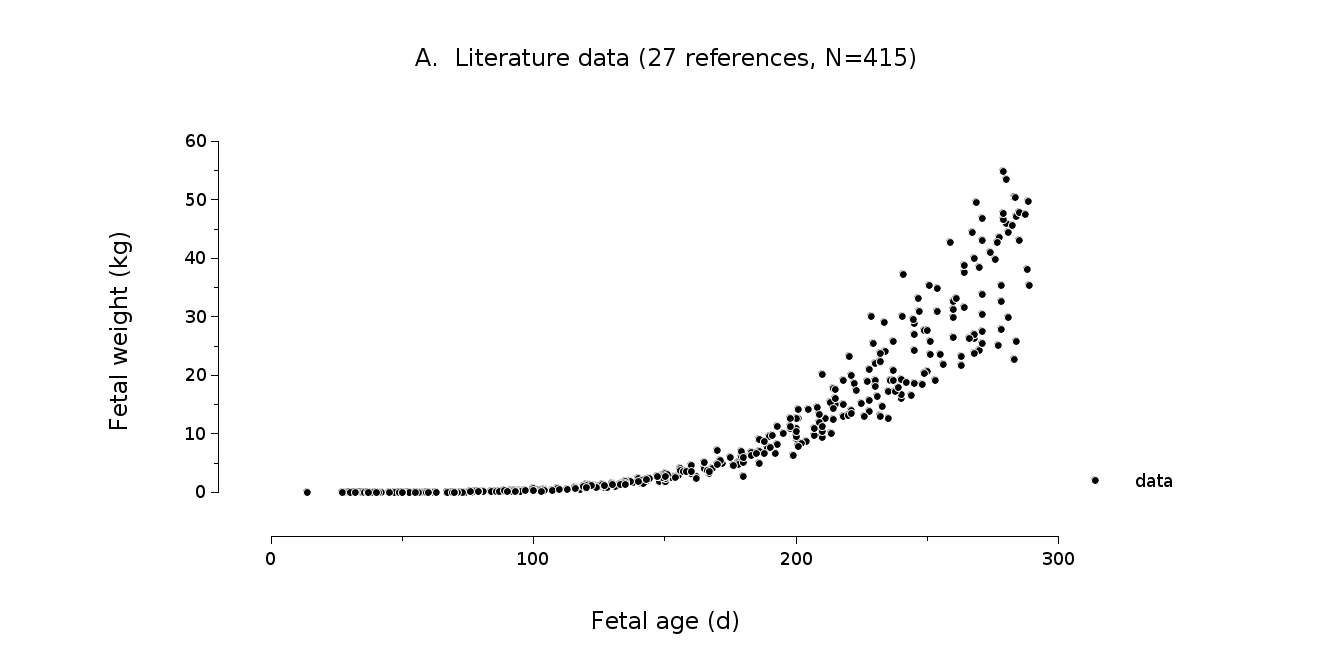 A.  Literature data (27 references, N=415)
60
50
40
30
20
10
0
Fetal weight (kg)
data
0 100 200 300
Fetal age (d)